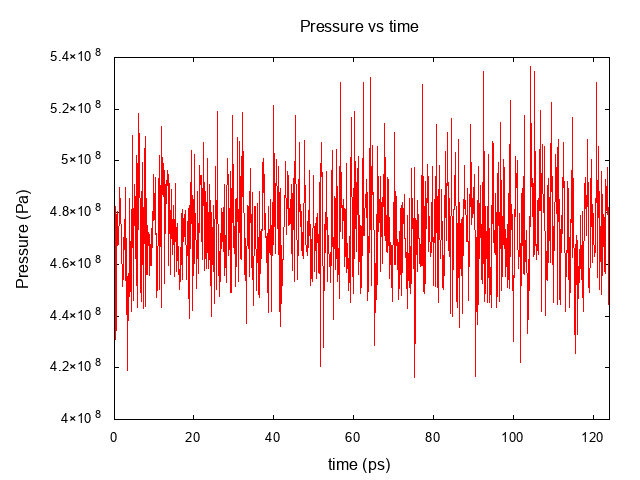 Pressure vs time
5.4×10⁸
5.2×10⁸
5×10⁸
4.8×10⁸
4.6×10⁸
4.4×10⁸
4.2×10⁸
4×10⁸
Pressure (Pa)
0 20 40 60 80 100 120
time (ps)